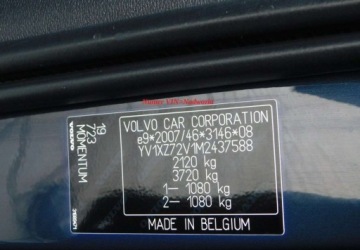 VOLVO CAR CORPORATION
e9*2007/46*3146*08
YV1XZ72V1M2437588
2120 kg
3720 kg
1- 1080 kg
2- 1080 kg
MADE IN BELGIUM
19
723
MOMENTUM
VOLVO